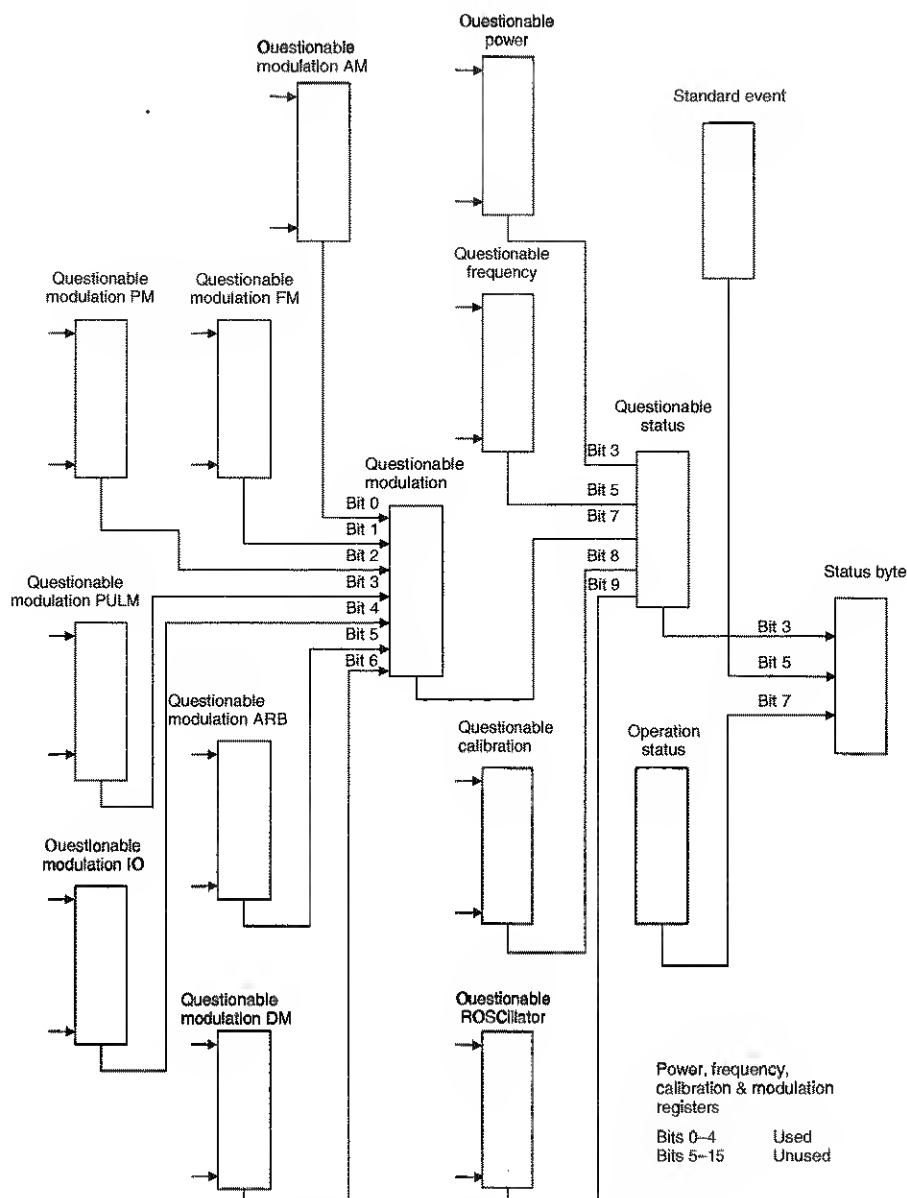 Questionable
power
Questionable
modulation AM
Standard event
Questionable
frequency
Questionable
modulation PM
Questionable
modulation FM
Questionable
status
Bit 3
Questionable
modulation
Bit 5
Bit 0
Bit 7
Bit 1
Bit 2
Bit 8
Bit 3
Bit 9
Questionable
modulation PULM
Status byte
Bit 4
Bit 3
Bit 5
Bit 6
Bit 5
Questionable
modulation ARB
Bit 7
Questionable
calibration
Operation
status
Questionable
modulation IQ
Questionable
modulation DM
Questionable
ROSCillator
Power, frequency,
calibration & modulation
registers
Bits 0–4 Used
Bits 5–15 Unused